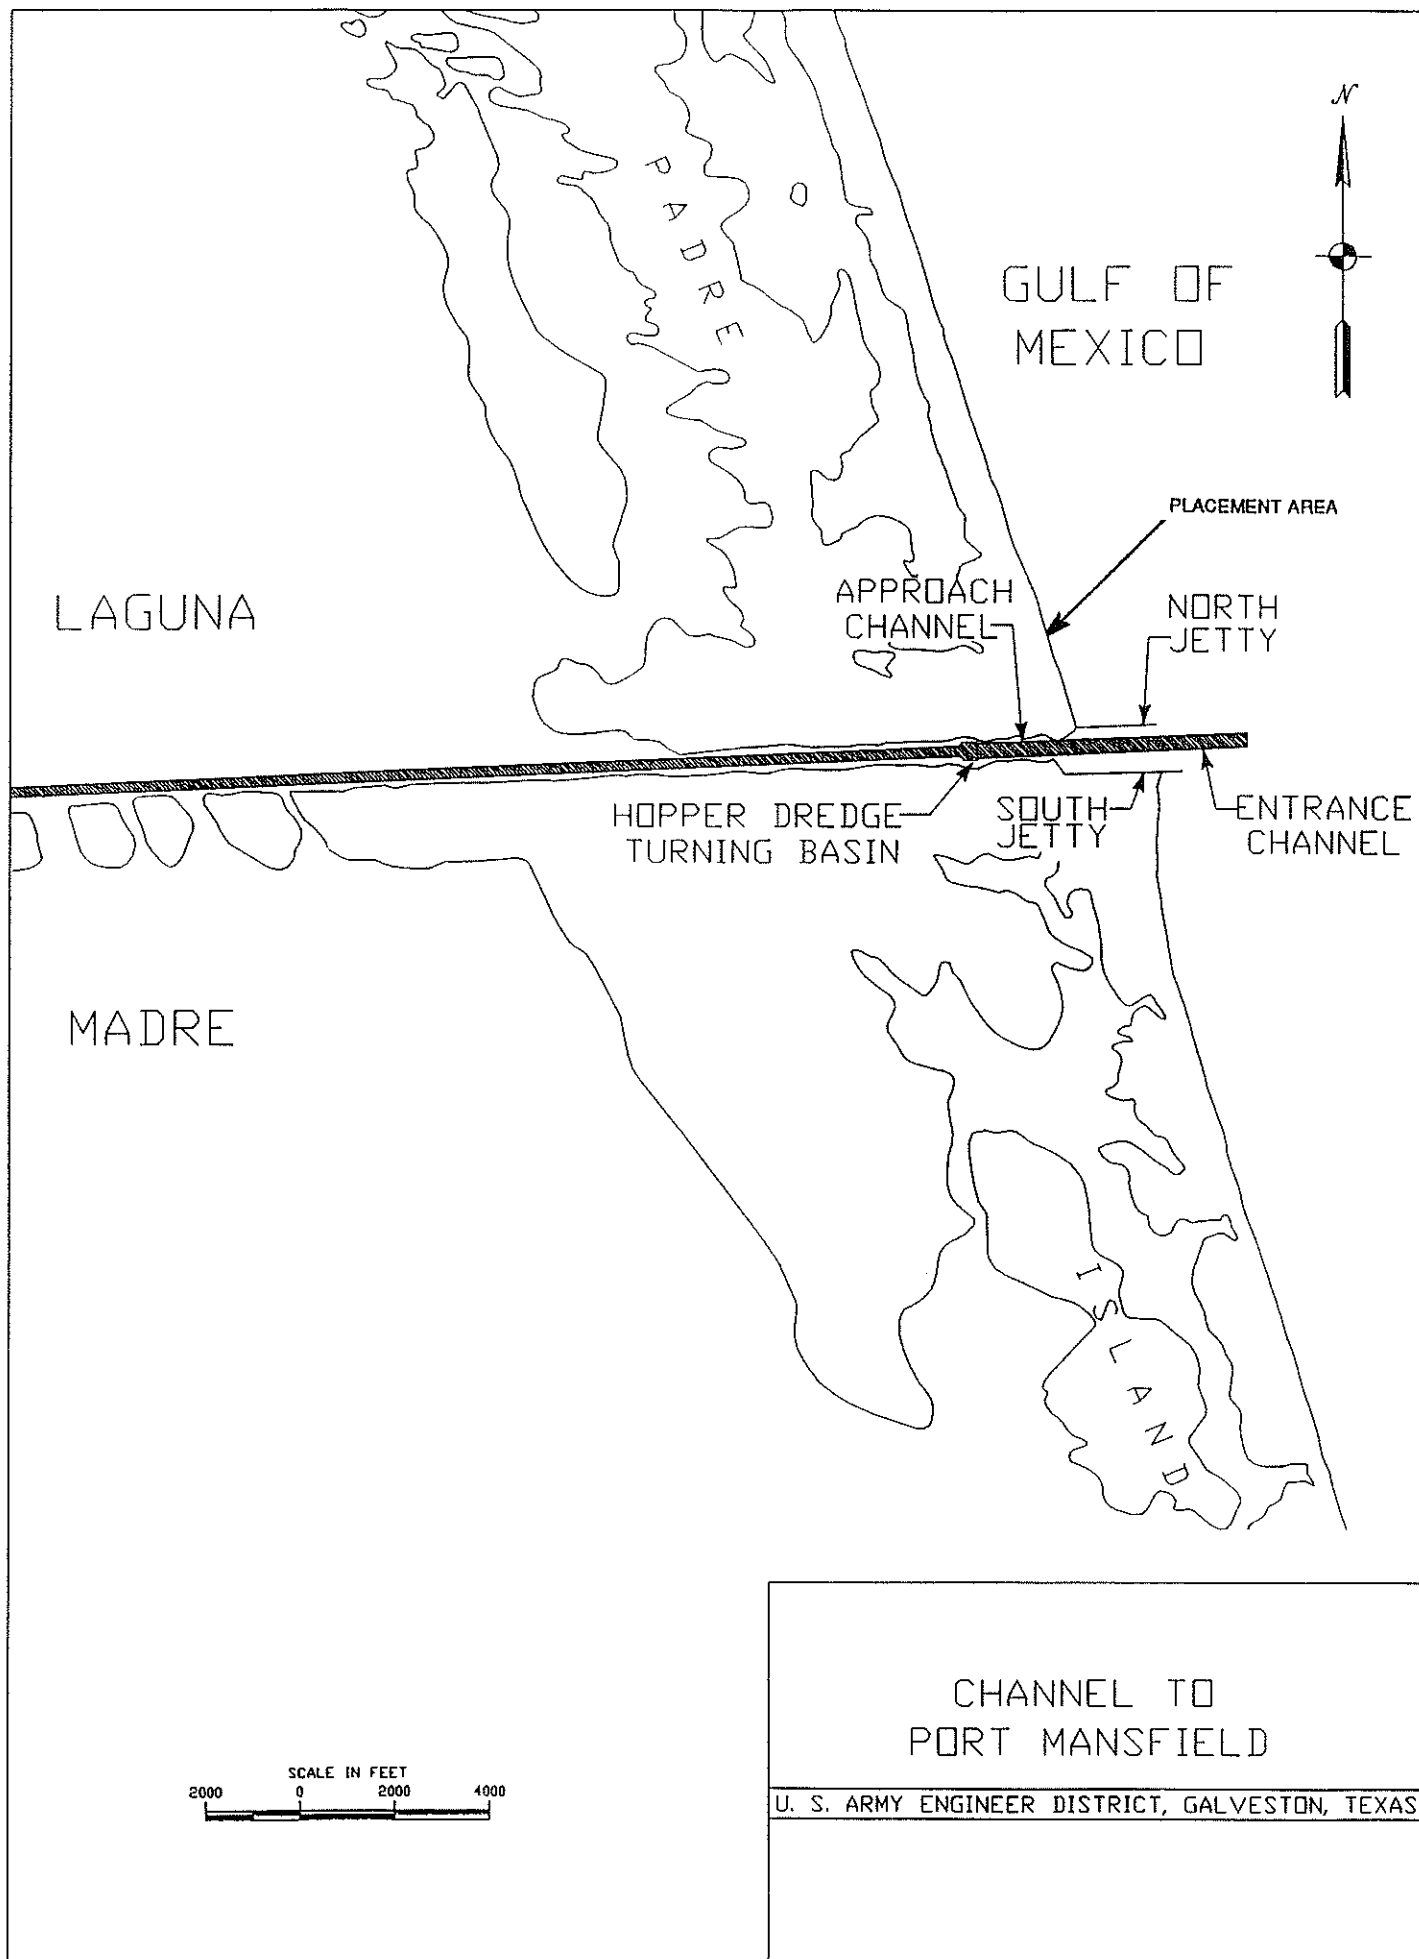 N
PADRE
GULF OF
MEXICO
PLACEMENT AREA
LAGUNA
APPROACH
CHANNEL
NORTH
JETTY
HOPPER DREDGE
TURNING BASIN
SOUTH
JETTY
ENTRANCE
CHANNEL
MADRE
ISLAND
CHANNEL TO
PORT MANSFIELD
SCALE IN FEET
2000 0 2000 4000
U. S. ARMY ENGINEER DISTRICT, GALVESTON, TEXAS